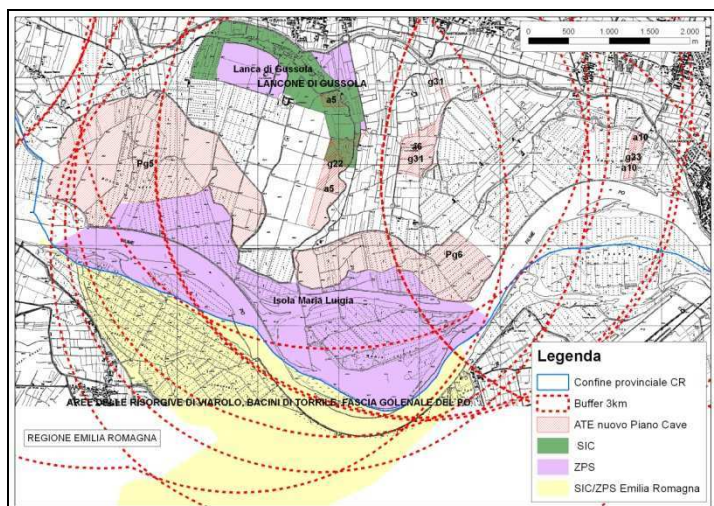 0 500 1.000 1.500 2.000
m
Lanca di Gussola
LANCONE DI GUSSOLA
a5
g31
f6
g31
a10
g23
a10
Pg5
g22
a5
Pg6
Isola Maria Luigia
AREE DELLE RISORGIVE DI VIAROLO, BACINI DI TORRILE, FASCIA GOLENALE DEL PO
REGIONE EMILIA ROMAGNA
Legenda
Confine provinciale CR
Buffer 3km
ATE nuovo Piano Cave
SIC
ZPS
SIC/ZPS Emilia Romagna